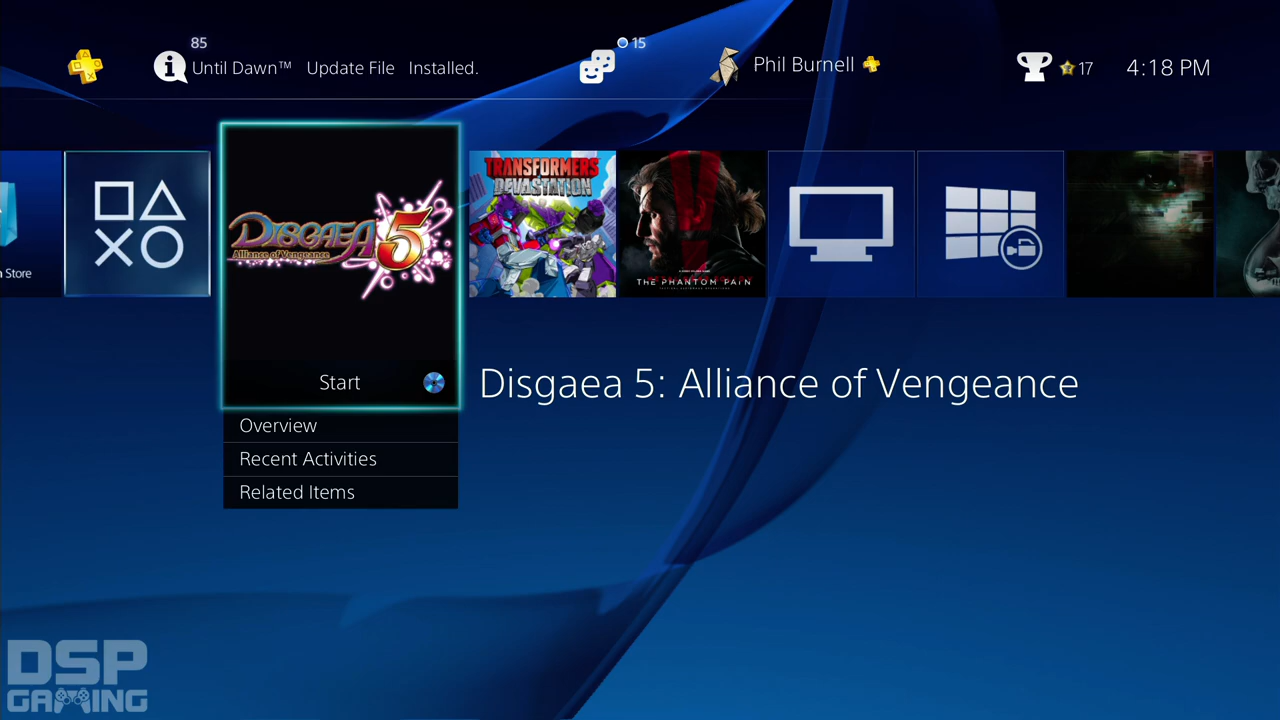 85
Until Dawn™ Update File Installed.
15
Phil Burnell
17
4:18 PM
Store
DISGAEA 5
Alliance of Vengeance
TRANSFORMERS
DEVASTATION
THE PHANTOM PAIN
Start
Disgaea 5: Alliance of Vengeance
Overview
Recent Activities
Related Items
DSP
GAMING